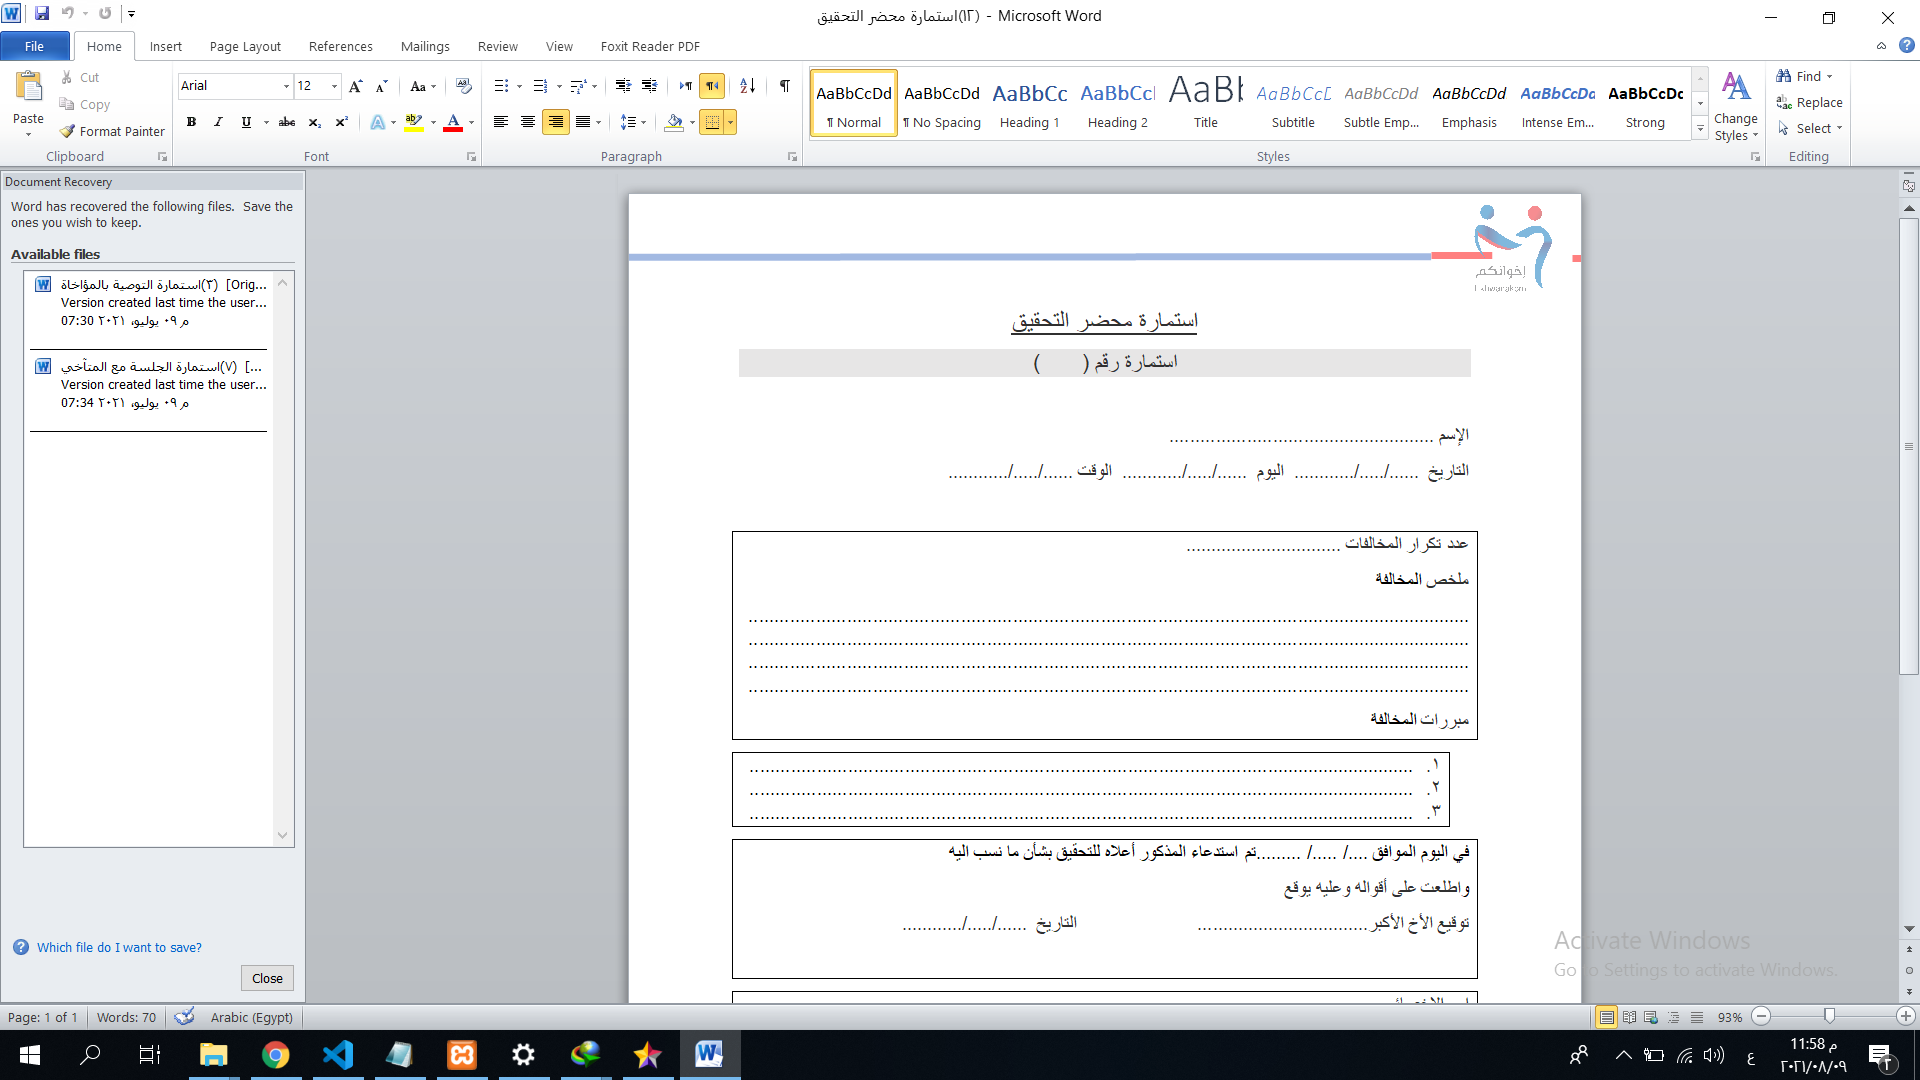 استمارة محضر التحقيق(١٢) - Microsoft Word
File Home Insert Page Layout References Mailings Review View Foxit Reader PDF
Paste
Cut
Copy
Format Painter
Clipboard
Arial 12
Font
Paragraph
AaBbCcDd AaBbCcDd AaBbCc AaBbCc AaBb AaBbCcD AaBbCcDd AaBbCcDd AaBbCcDd AaBbCcDc
¶ Normal ¶ No Spacing Heading 1 Heading 2 Title Subtitle Subtle Emp... Emphasis Intense Em... Strong
Change Styles
Styles
Find
Replace
Select
Editing
Document Recovery
Word has recovered the following files. Save the
ones you wish to keep.
Available files
(٣)استمارة التوصية بالمؤاخاة [Orig...
Version created last time the user...
07:30 م ٠٩ يوليو، ٢٠٢١
(٧)استمارة الجلسة مع المتآخي [...
Version created last time the user...
07:34 م ٠٩ يوليو، ٢٠٢١
Which file do I want to save?
Close
إخوانكم
استمارة محضر التحقيق
استمارة رقم (      )
الإسم ....................................................
التاريخ ....../...../............ اليوم ....../...../............ الوقت ....../...../............
عدد تكرار المخالفات ...............................
ملخص المخالفة
مبررات المخالفة
١. ....................................................
٢. ....................................................
٣. ....................................................
في اليوم الموافق ..../ ...../ .........تم استدعاء المذكور أعلاه للتحقيق بشأن ما نسب اليه
واطلعت على أقواله وعليه يوقع
توقيع الأخ الأكبر.................................. التاريخ ....../...../............
Activate Windows
Go to Settings to activate Windows.
Page: 1 of 1 Words: 70 Arabic (Egypt) 93%
ع
11:58 م
٢٠٢١/٠٨/٠٩
٢